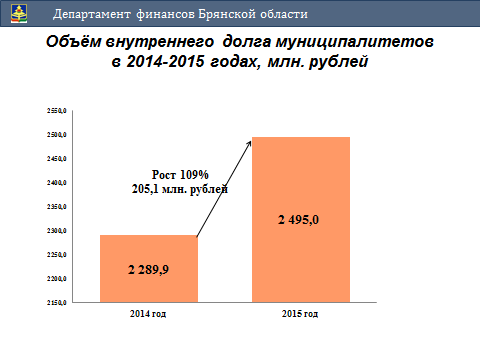 Департамент финансов Брянской области
Объём внутреннего долга муниципалитетов
в 2014-2015 годах, млн. рублей
2550,0
2500,0
2450,0
2400,0
2350,0
2300,0
2250,0
2200,0
2150,0
Рост 109%
205,1 млн. рублей
2 289,9
2 495,0
2014 год
2015 год